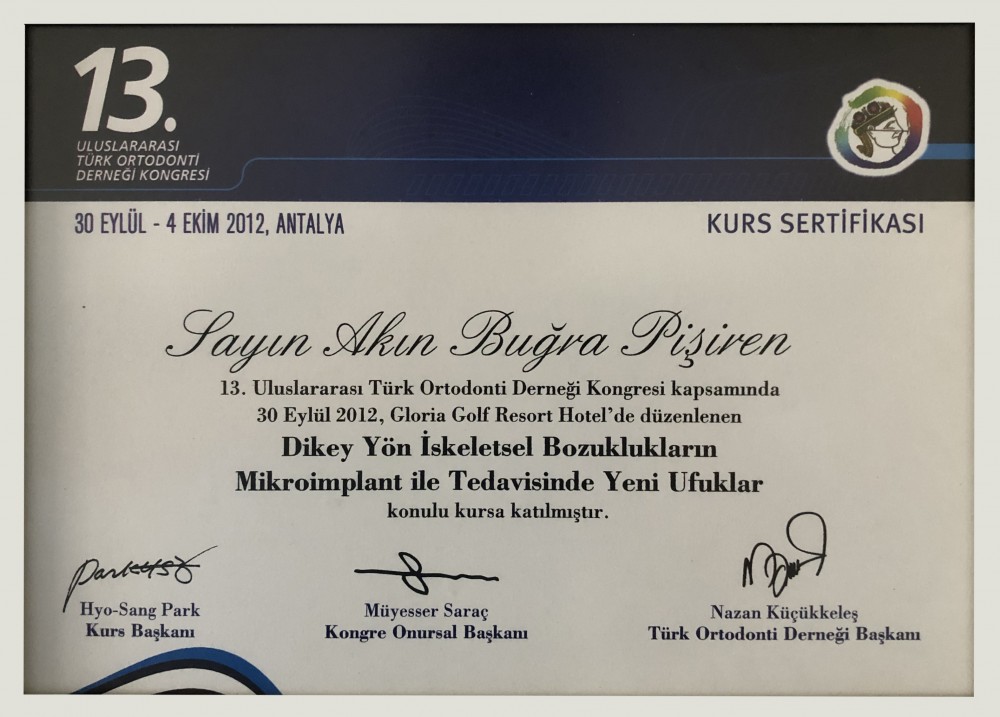 13.
ULUSLARARASI
TÜRK ORTODONTİ
DERNEĞİ KONGRESİ
30 EYLÜL - 4 EKİM 2012, ANTALYA
KURS SERTİFİKASI
Sayın Akın Buğra Pişiren
13. Uluslararası Türk Ortodonti Derneği Kongresi kapsamında
30 Eylül 2012, Gloria Golf Resort Hotel'de düzenlenen
Dikey Yön İskeletsel Bozuklukların
Mikroimplant ile Tedavisinde Yeni Ufuklar
konulu kursa katılmıştır.
Hyo-Sang Park
Kurs Başkanı
Müyesser Saraç
Kongre Onursal Başkanı
Nazan Küçükkeleş
Türk Ortodonti Derneği Başkanı